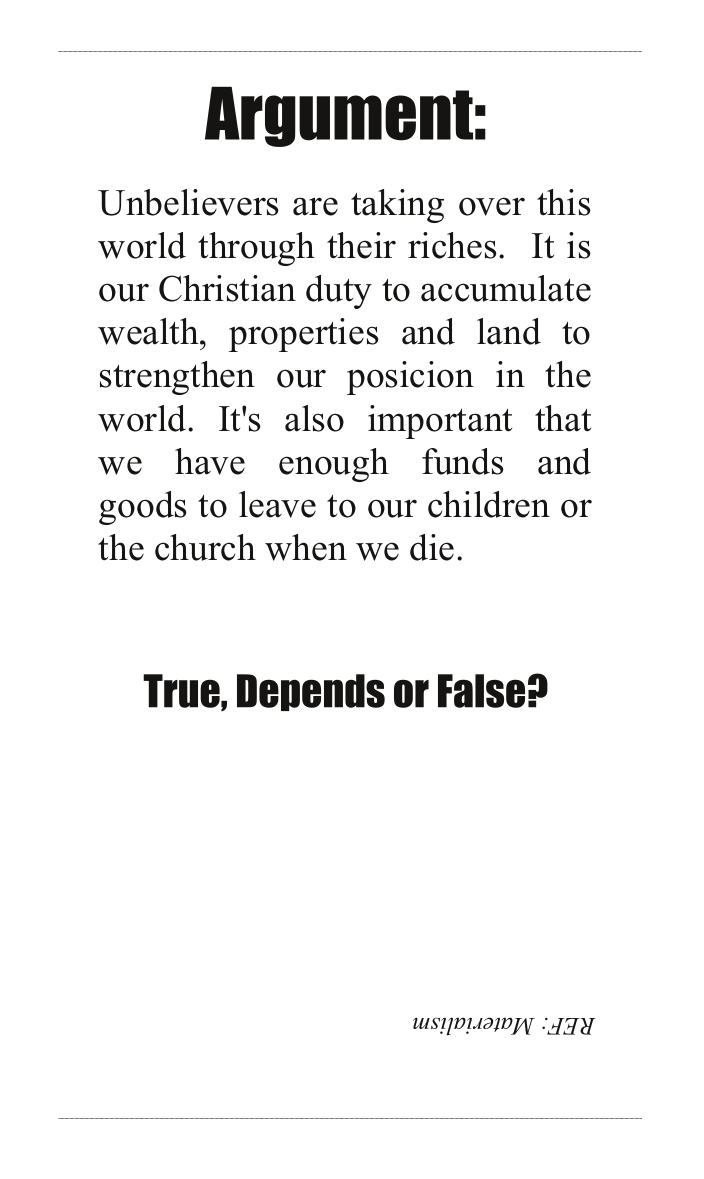 Argument:
Unbelievers are taking over this
world through their riches.  It is
our Christian duty to accumulate
wealth, properties and land to
strengthen our posicion in the
world. It's also important that
we have enough funds and
goods to leave to our children or
the church when we die.
True, Depends or False?
REF: Materialism